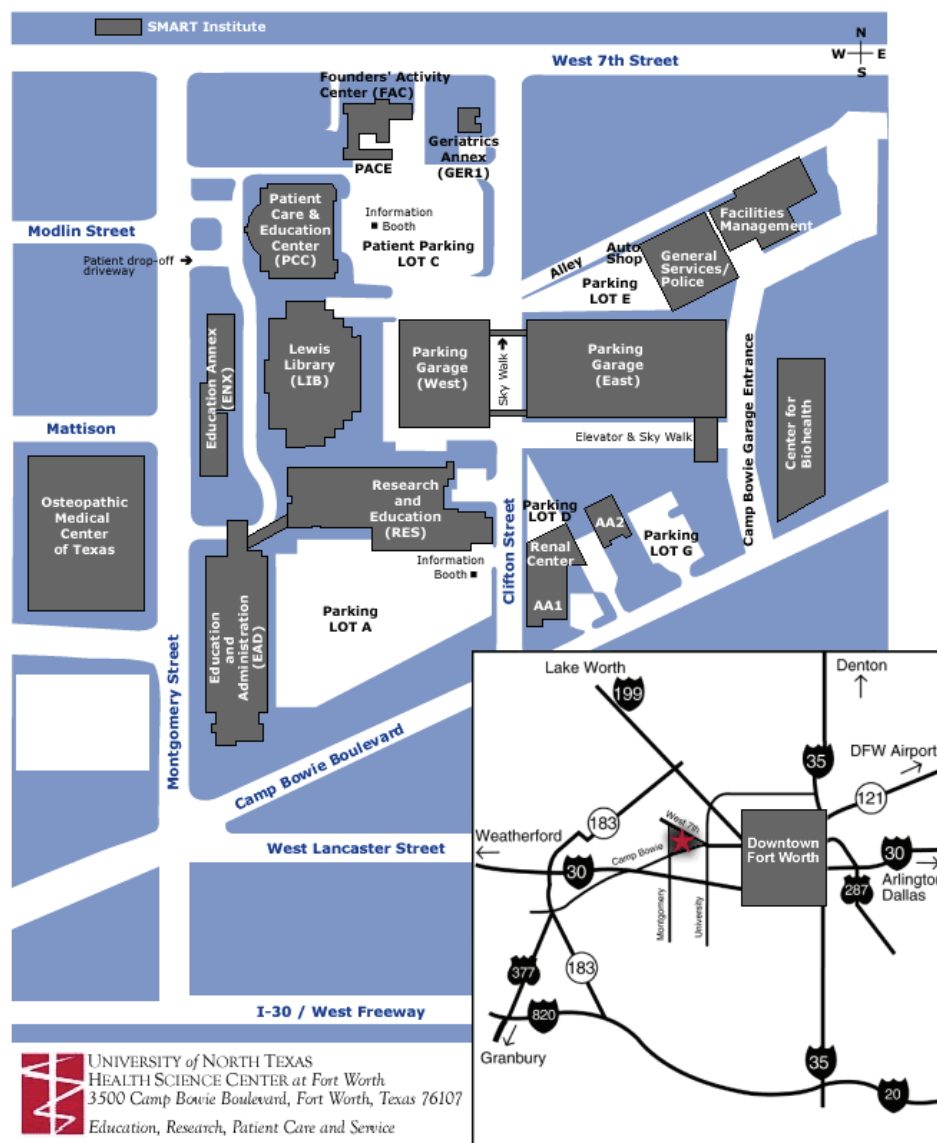 SMART Institute
N
W E
S
West 7th Street
Founders' Activity
Center (FAC)
PACE
Geriatrics
Annex
(GER1)
Patient
Care &
Education
Center
(PCC)
Information
Booth
Patient Parking
LOT C
Modlin Street
Patient drop-off
driveway
Facilities
Management
Auto
Shop
General
Services/
Police
Alley
Parking
LOT E
Education Annex
(ENX)
Lewis
Library
(LIB)
Parking
Garage
(West)
Sky Walk
Parking
Garage
(East)
Camp Bowie Garage Entrance
Center for
Biohealth
Mattison
Elevator & Sky Walk
Osteopathic
Medical
Center
of Texas
Research
and
Education
(RES)
Information
Booth
Clifton Street
Parking
LOT D
AA2
Parking
LOT G
Renal
Center
AA1
Education
and
Administration
(EAD)
Parking
LOT A
Montgomery Street
Camp Bowie Boulevard
West Lancaster Street
I-30 / West Freeway
Lake Worth
199
Denton
35
DFW Airport
121
183
West 7th
Weatherford
Camp Bowie
30
Downtown
Fort Worth
30
Arlington
Dallas
287
Montgomery
University
377
183
820
Granbury
35
20
UNIVERSITY of NORTH TEXAS
HEALTH SCIENCE CENTER at Fort Worth
3500 Camp Bowie Boulevard, Fort Worth, Texas 76107
Education, Research, Patient Care and Service